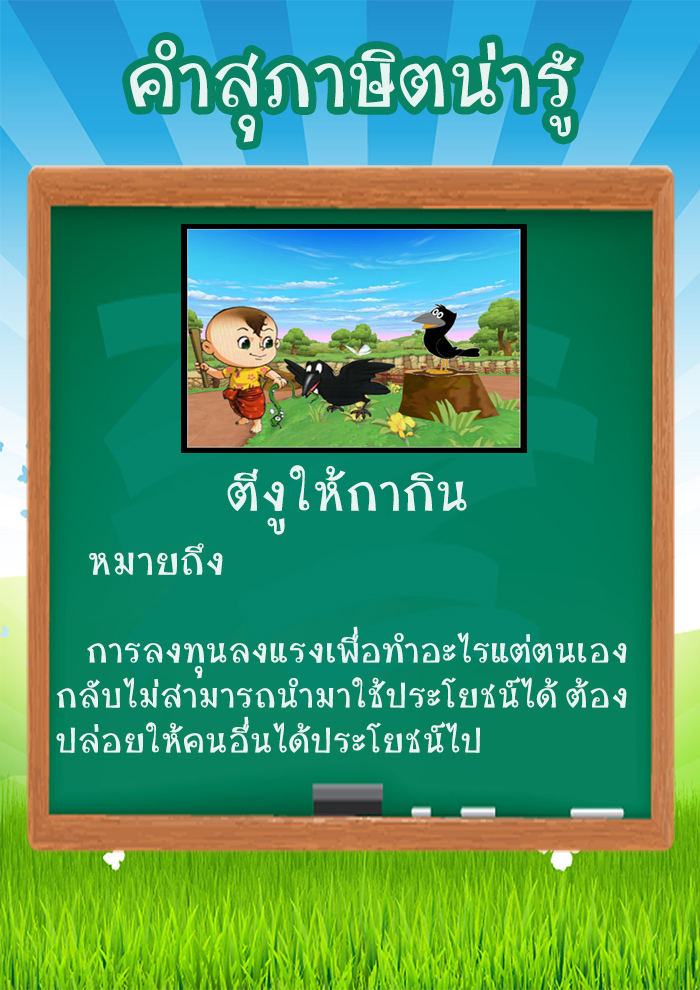 คำสุภาษิตน่ารู้
ตีงูให้กากิน
หมายถึง
การลงทุนลงแรงเพื่อทำอะไรแต่ตนเอง
กลับไม่สามารถนำมาใช้ประโยชน์ได้ ต้อง
ปล่อยให้คนอื่นได้ประโยชน์ไป